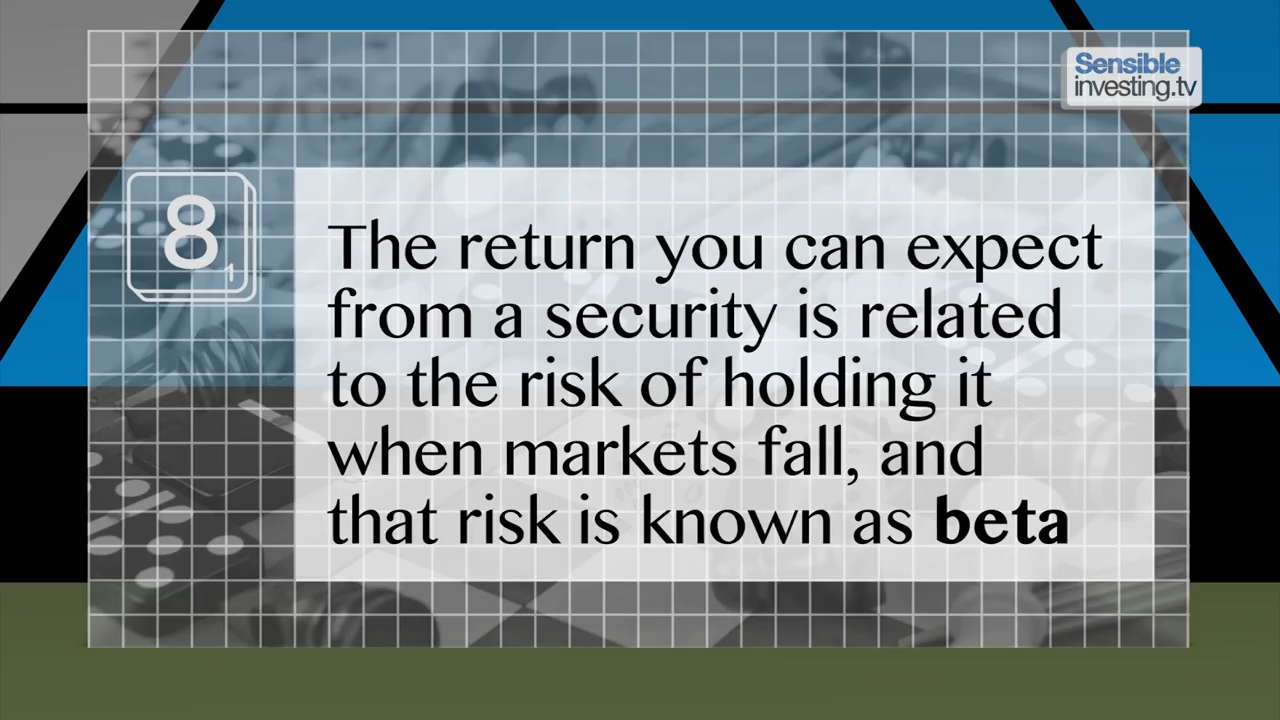 Sensible
investing.tv
8
1
The return you can expect
from a security is related
to the risk of holding it
when markets fall, and
that risk is known as beta